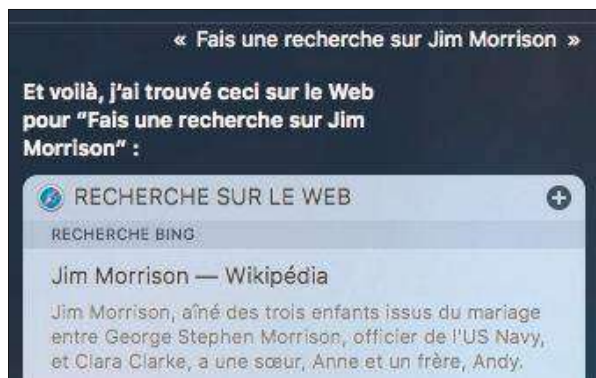 « Fais une recherche sur Jim Morrison »
Et voilà, j'ai trouvé ceci sur le Web
pour "Fais une recherche sur Jim
Morrison" :
RECHERCHE SUR LE WEB
RECHERCHE BING
Jim Morrison — Wikipédia
Jim Morrison, aîné des trois enfants issus du mariage
entre George Stephen Morrison, officier de l'US Navy,
et Clara Clarke, a une sœur, Anne et un frère, Andy.